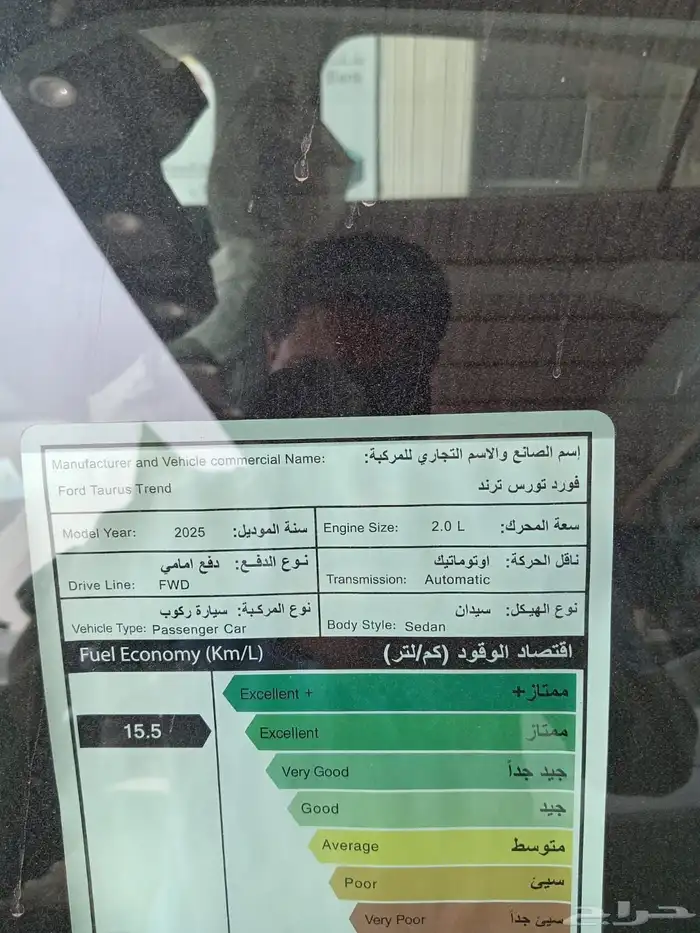 Bank
Manufacturer and Vehicle commercial Name: إسم الصانع والاسم التجاري للمركبة:
Ford Taurus Trend فورد تورس ترند
Model Year: 2025 سنة الموديل: Engine Size: 2.0 L سعة المحرك:
نوع الدفع: دفع امامي ناقل الحركة: اوتوماتيك
Drive Line: FWD Transmission: Automatic
نوع المركبة: سيارة ركوب نوع الهيكل: سيدان
Vehicle Type: Passenger Car Body Style: Sedan
Fuel Economy (Km/L) اقتصاد الوقود (كم/لتر)
Excellent + ممتاز+
15.5 Excellent ممتاز
Very Good جيد جداً
Good جيد
Average متوسط
Poor سيئ
Very Poor سيئ جداً
حراج